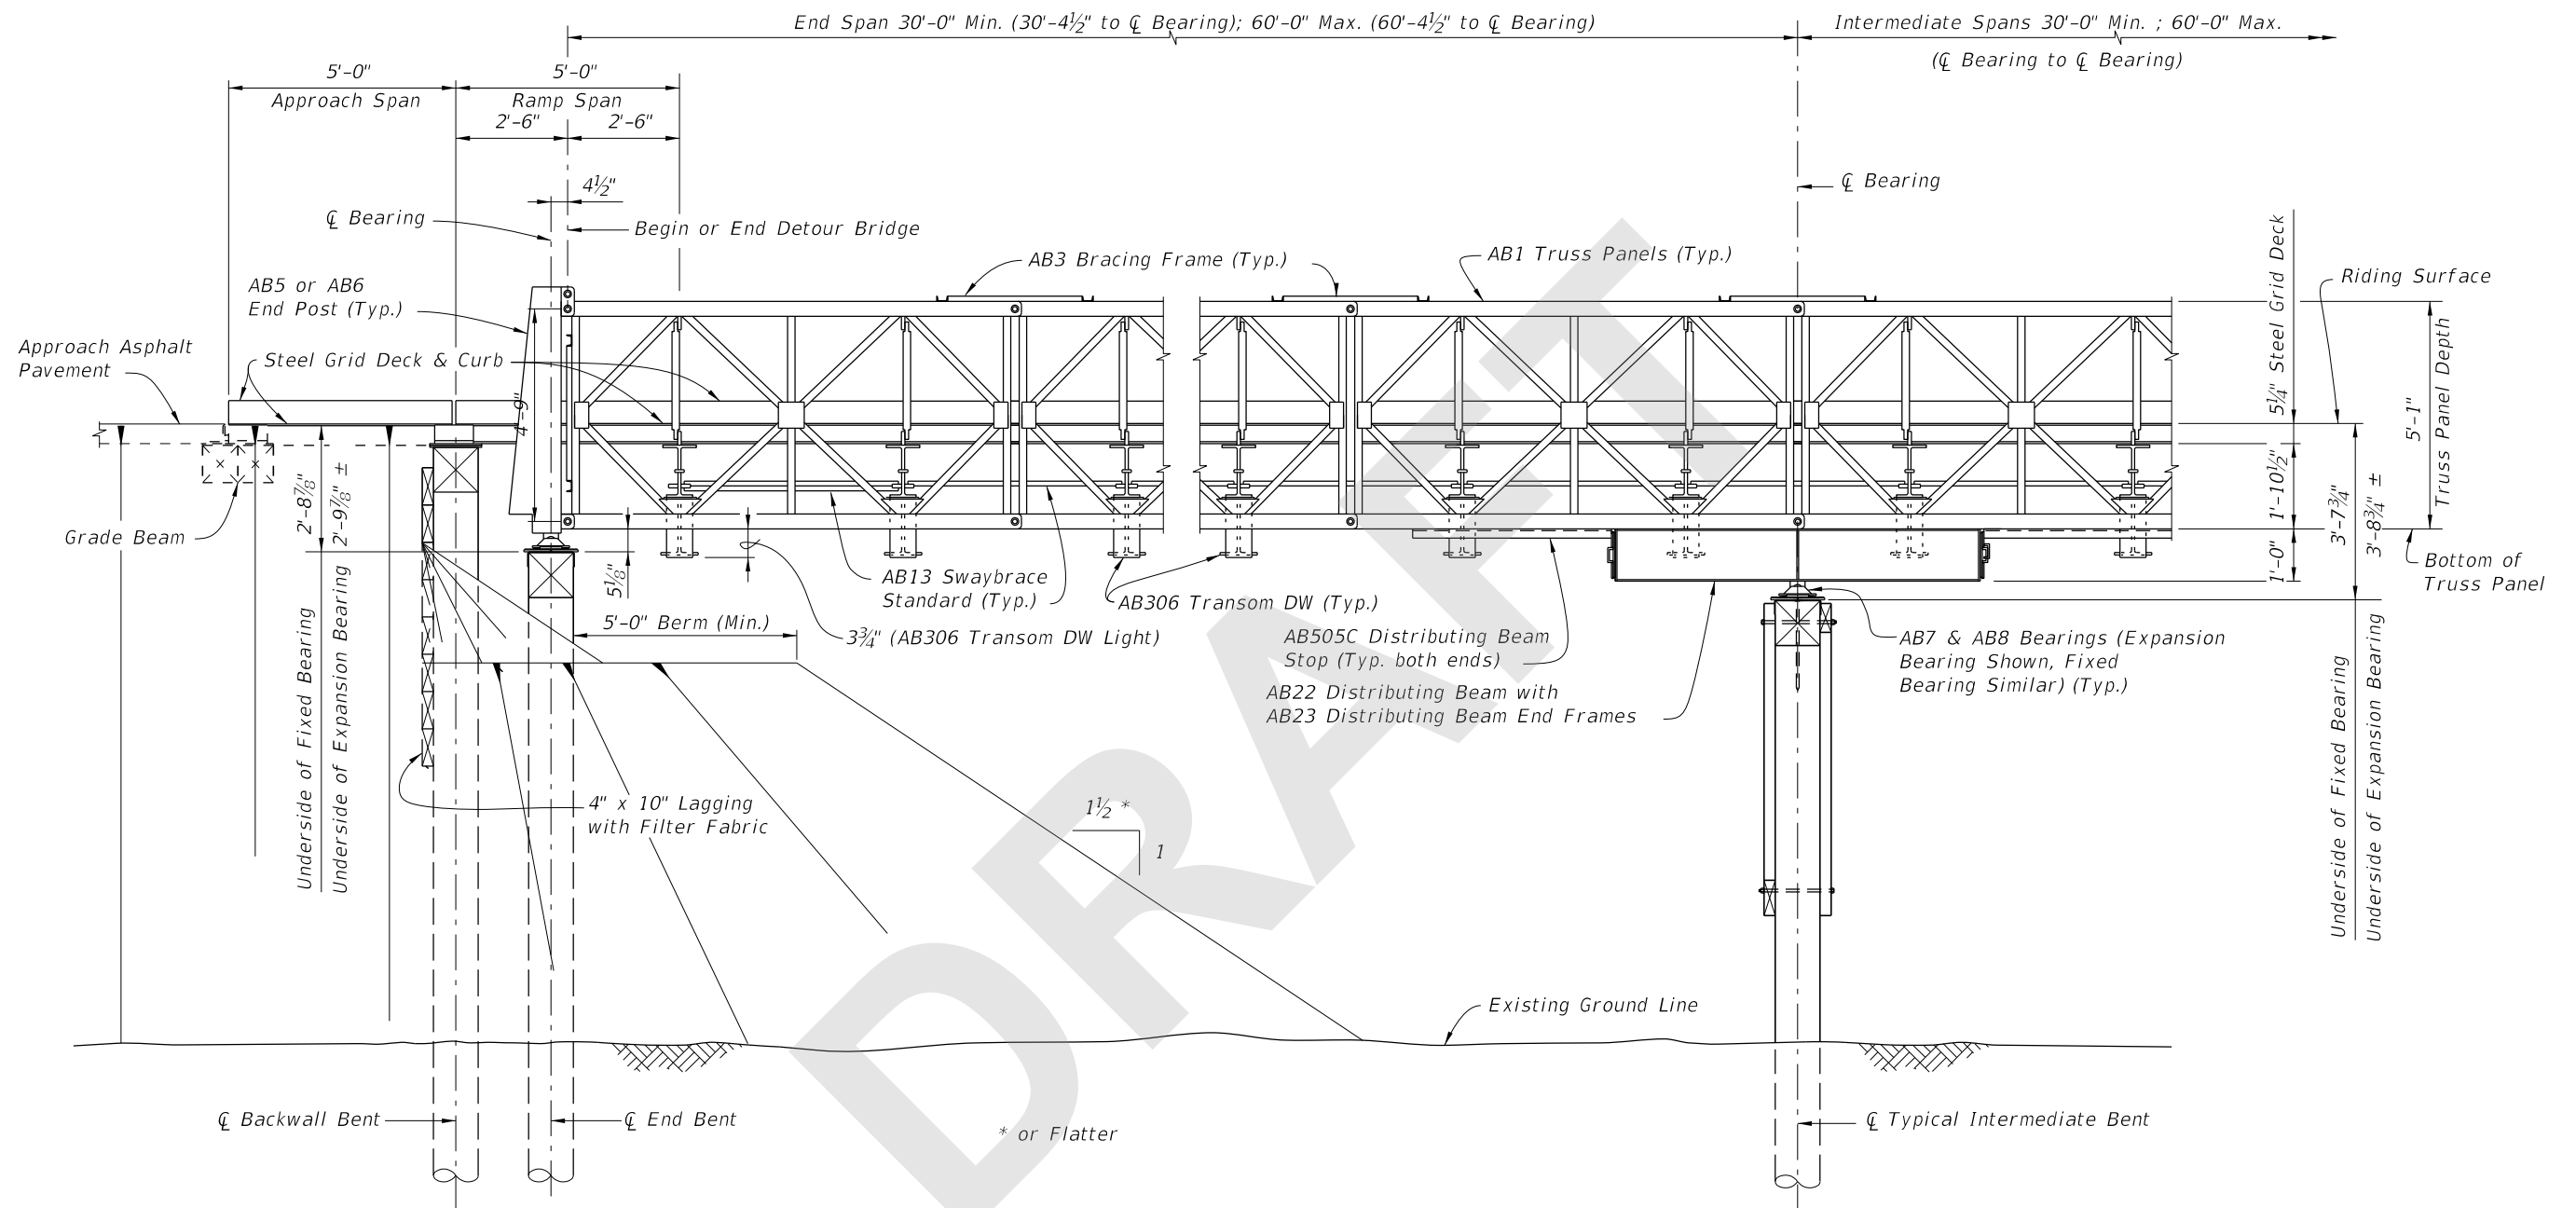 End Span 30'-0" Min. (30'-4½" to ℄ Bearing); 60'-0" Max. (60'-4½" to ℄ Bearing)
Intermediate Spans 30'-0" Min. ; 60'-0" Max.
(℄ Bearing to ℄ Bearing)
5'-0"
Approach Span
5'-0"
Ramp Span
2'-6"
2'-6"
4½"
℄ Bearing
Begin or End Detour Bridge
℄ Bearing
AB5 or AB6
End Post (Typ.)
AB3 Bracing Frame (Typ.)
AB1 Truss Panels (Typ.)
Riding Surface
5¼" Steel Grid Deck
Approach Asphalt
Pavement
Steel Grid Deck & Curb
4'-9"
5'-1"
Truss Panel Depth
1'-10½"
3'-7¾"
3'-8¾" ±
1'-0"
Grade Beam
2'-8⅞"
2'-9⅞" ±
Underside of Fixed Bearing
Underside of Expansion Bearing
5⅛"
AB13 Swaybrace
Standard (Typ.)
AB306 Transom DW (Typ.)
3¾" (AB306 Transom DW Light)
5'-0" Berm (Min.)
AB505C Distributing Beam
Stop (Typ. both ends)
AB22 Distributing Beam with
AB23 Distributing Beam End Frames
AB7 & AB8 Bearings (Expansion
Bearing Shown, Fixed
Bearing Similar) (Typ.)
Bottom of
Truss Panel
Underside of Fixed Bearing
Underside of Expansion Bearing
4" x 10" Lagging
with Filter Fabric
1½ *
1
Existing Ground Line
℄ Backwall Bent
℄ End Bent
* or Flatter
℄ Typical Intermediate Bent
DRAFT